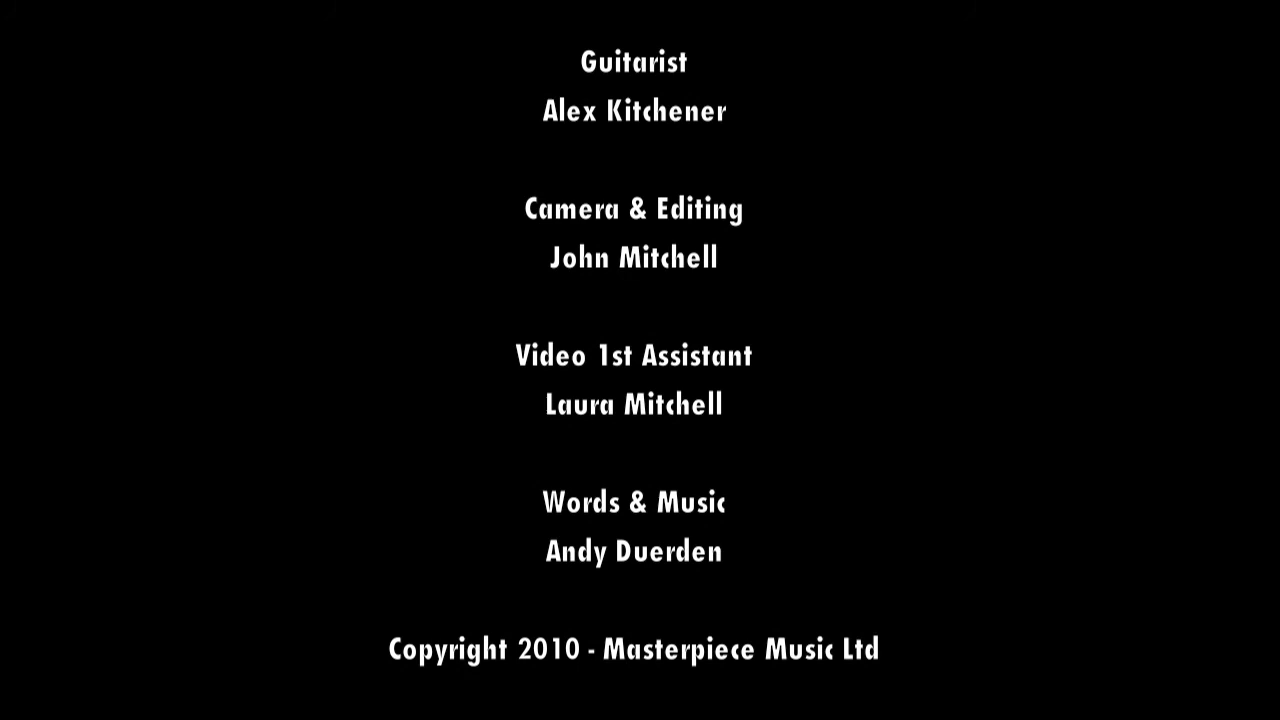 Guitarist
Alex Kitchener
Camera & Editing
John Mitchell
Video 1st Assistant
Laura Mitchell
Words & Music
Andy Duerden
Copyright 2010 - Masterpiece Music Ltd